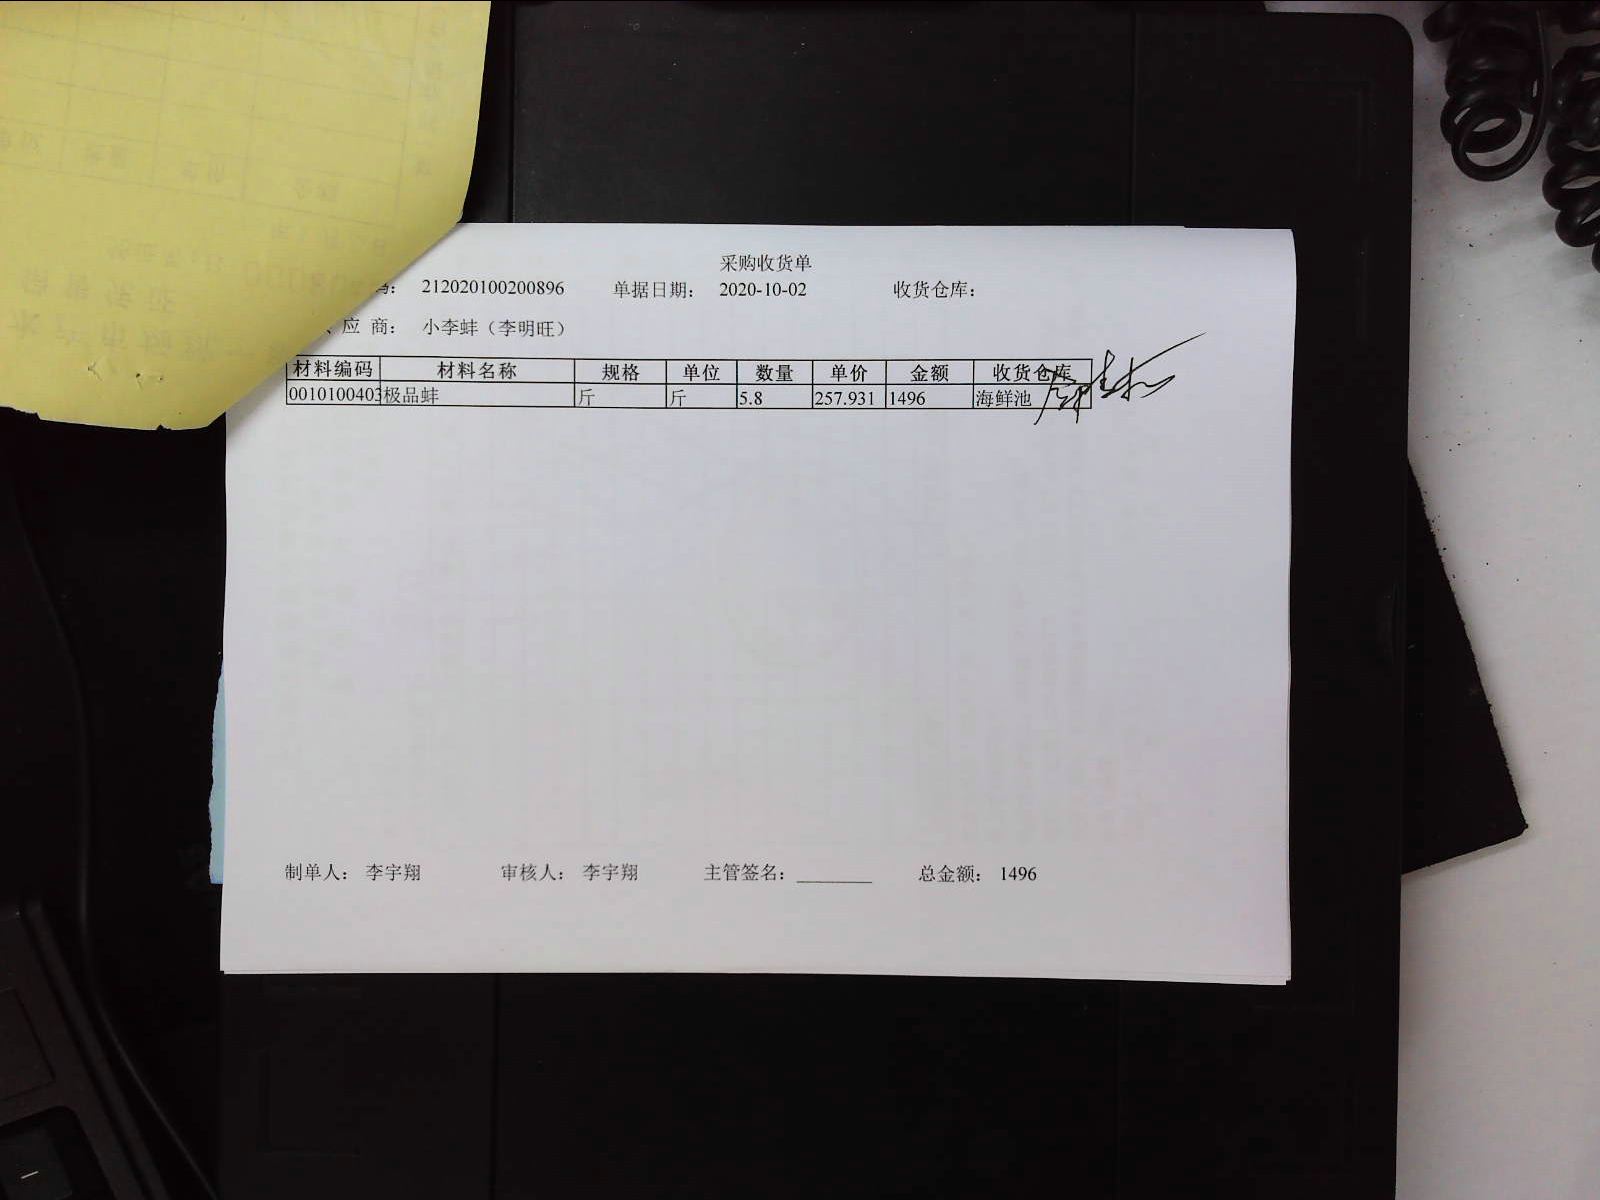 采购收货单
码： 212020100200896 单据日期： 2020-10-02 收货仓库：
应 商： 小李蚌（李明旺）
材料编码 材料名称 规格 单位 数量 单价 金额 收货仓库
0010100403 极品蚌 斤 斤 5.8 257.931 1496 海鲜池
制单人： 李宇翔 审核人： 李宇翔 主管签名： 总金额： 1496